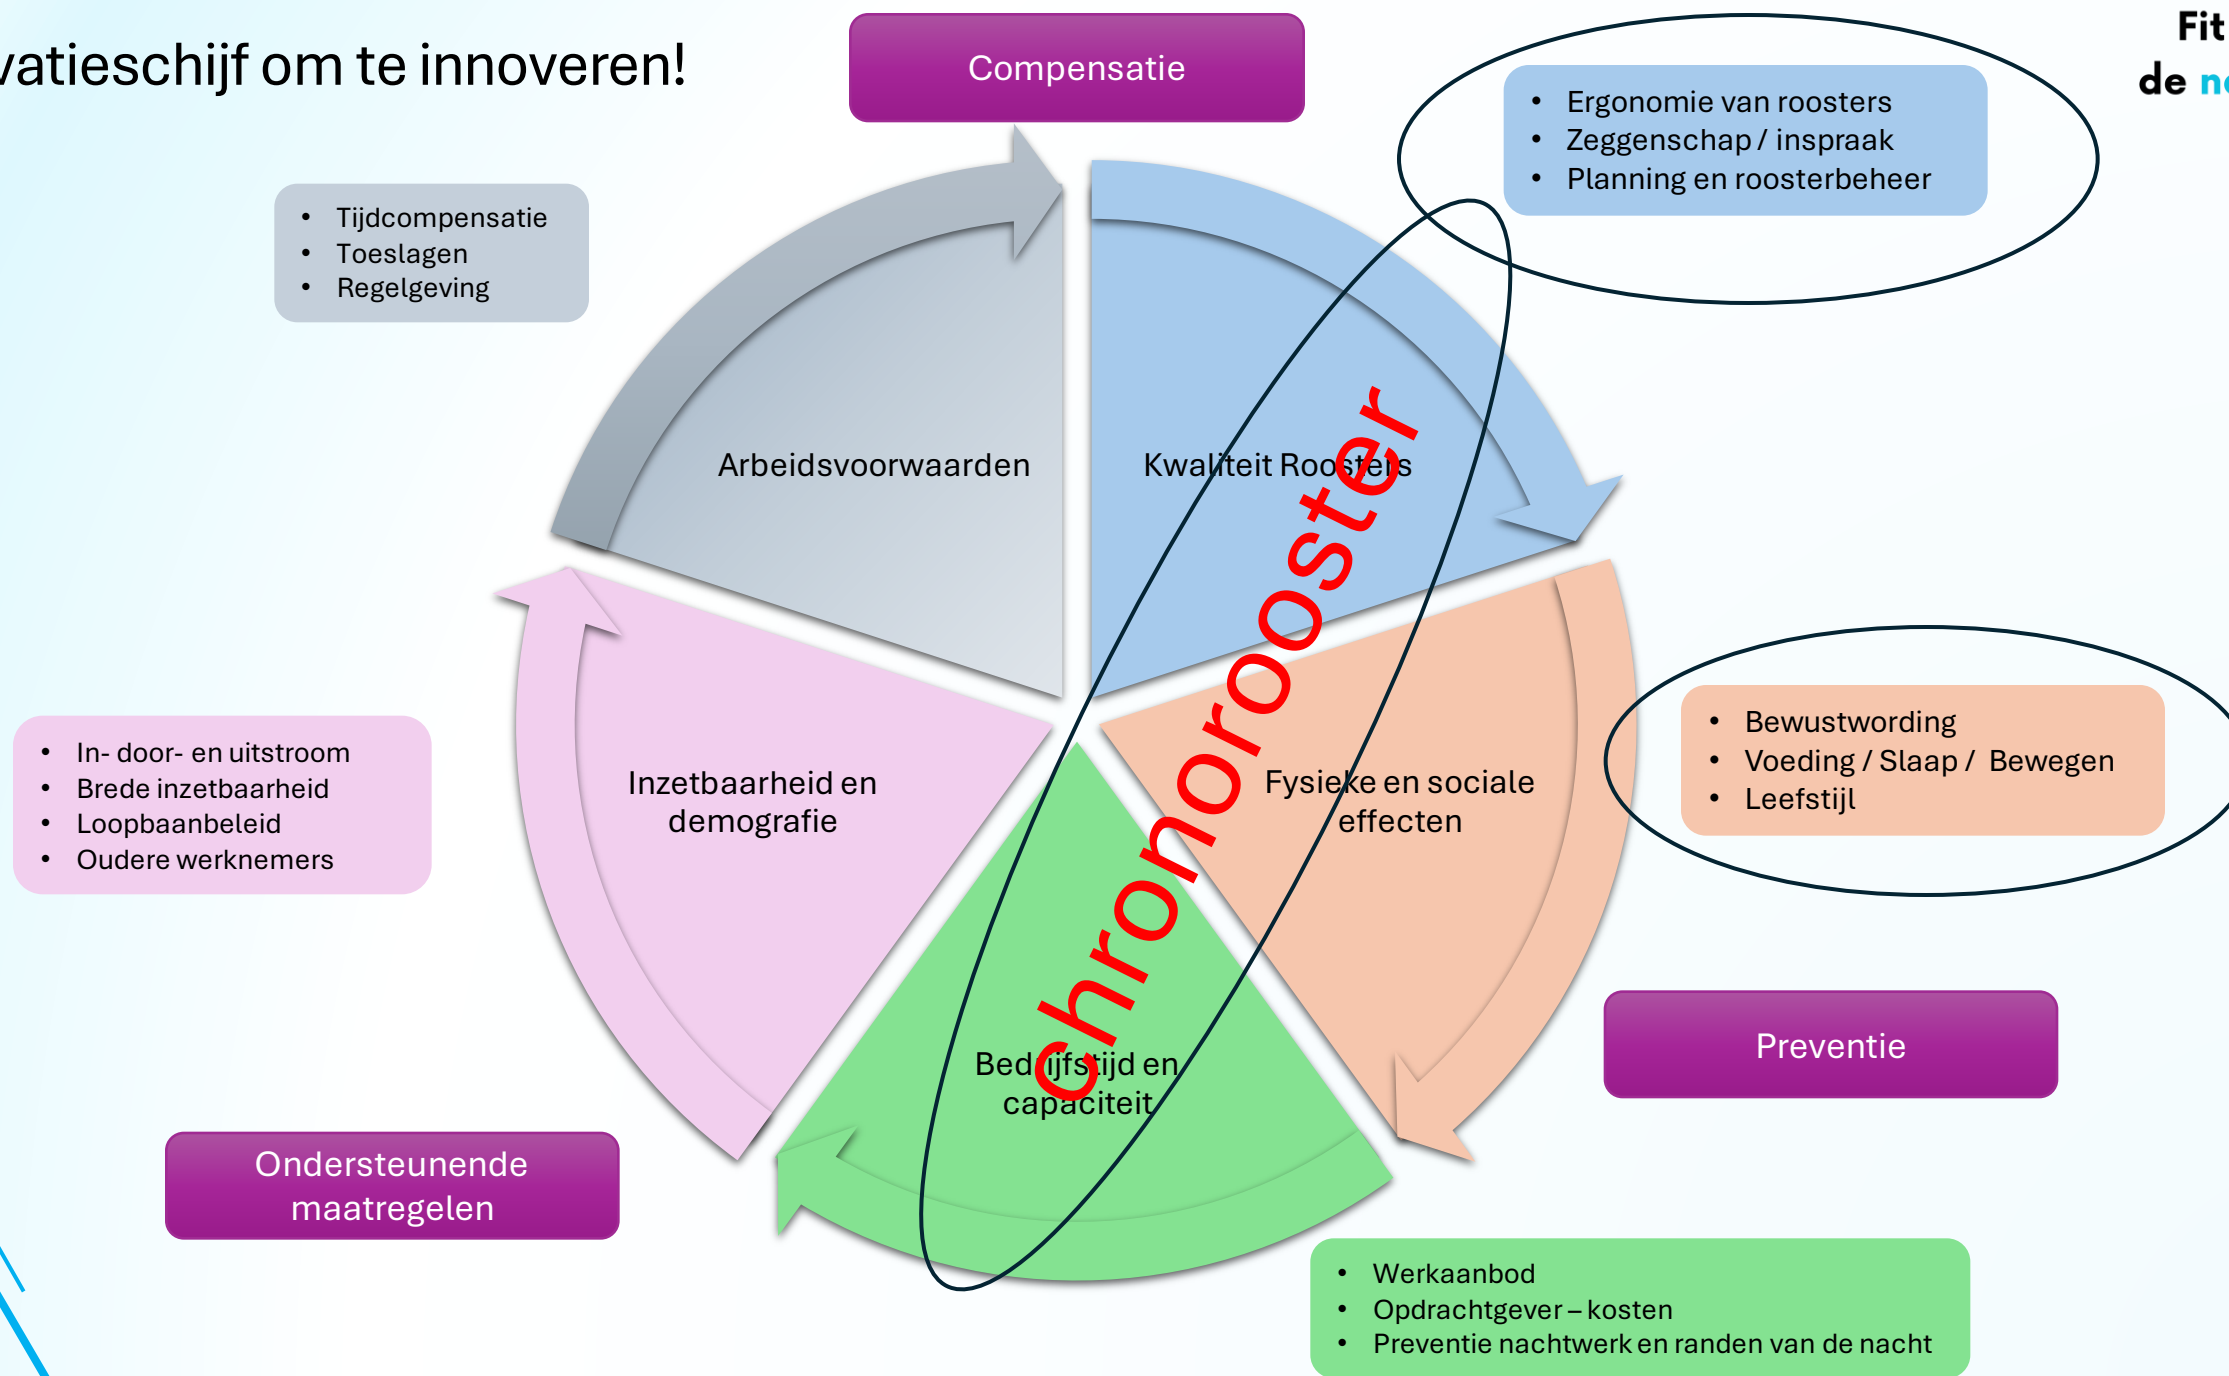 vatieschijf om te innoveren!
Compensatie
Fit
de
• Ergonomie van roosters
• Zeggenschap / inspraak
• Planning en roosterbeheer
• Tijdcompensatie
• Toeslagen
• Regelgeving
Arbeidsvoorwaarden
Kwaliteit Roosters
chronorooster
• Bewustwording
• Voeding / Slaap / Bewegen
• Leefstijl
• In- door- en uitstroom
• Brede inzetbaarheid
• Loopbaanbeleid
• Oudere werknemers
Inzetbaarheid en
demografie
Fysieke en sociale
effecten
Preventie
Bedrijfstijd en
capaciteit
Ondersteunende
maatregelen
• Werkaanbod
• Opdrachtgever – kosten
• Preventie nachtwerk en randen van de nacht